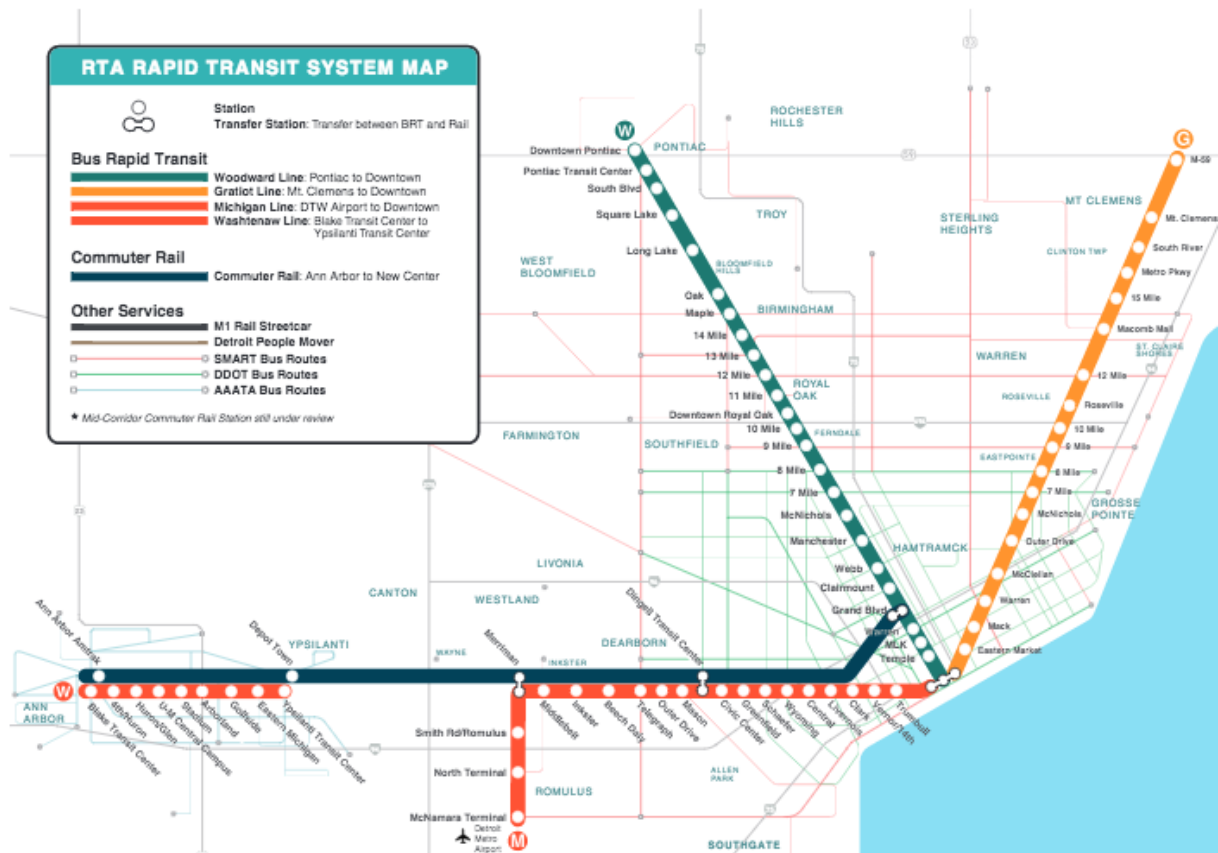 RTA RAPID TRANSIT SYSTEM MAP
Station
Transfer Station: Transfer between BRT and Rail
Bus Rapid Transit
Woodward Line: Pontiac to Downtown
Gratiot Line: Mt. Clemens to Downtown
Michigan Line: DTW Airport to Downtown
Washtenaw Line: Blake Transit Center to
Ypsilanti Transit Center
Commuter Rail
Commuter Rail: Ann Arbor to New Center
Other Services
M1 Rail Streetcar
Detroit People Mover
SMART Bus Routes
DDOT Bus Routes
AAATA Bus Routes
★ Mid-Corridor Commuter Rail Station still under review
W
Downtown Pontiac
Pontiac Transit Center
South Blvd
Square Lake
Long Lake
Oak
Maple
14 Mile
13 Mile
12 Mile
11 Mile
Downtown Royal Oak
10 Mile
9 Mile
8 Mile
7 Mile
McNichols
Manchester
Webb
Clairmount
Grand Blvd
Warren
MLK
Temple
G
M-59
Mt. Clemens
South River
Metro Pkwy
15 Mile
Macomb Mall
12 Mile
Roseville
10 Mile
9 Mile
7 Mile
McNichols
Outer Drive
McClellan
Warren
Mack
Eastern Market
ROCHESTER
HILLS
PONTIAC
TROY
STERLING
HEIGHTS
MT CLEMENS
CLINTON TWP
WEST
BLOOMFIELD
BLOOMFIELD
HILLS
BIRMINGHAM
WARREN
ST. CLAIRE
SHORES
ROYAL
OAK
ROSEVILLE
FARMINGTON
SOUTHFIELD
FERNDALE
EASTPOINTE
GROSSE
POINTE
HAMTRAMCK
LIVONIA
CANTON
WESTLAND
DEARBORN
YPSILANTI
WAYNE
INKSTER
ANN
ARBOR
ALLEN
PARK
ROMULUS
SOUTHGATE
Ann Arbor Amtrak
Depot Town
Merriman
Dingell Transit Center
W
Blake Transit Center
4th/Huron
Huron/Glen
U-M Central Campus
Stadium
Arborland
Golfside
Eastern Michigan
Ypsilanti Transit Center
Middlebelt
Inkster
Beech Daly
Telegraph
Outer Drive
Mason
Civic Center
Greenfield
Schaefer
Wyoming
Central
Livernois
Clark
Vernor/14th
Trumbull
Smith Rd/Romulus
North Terminal
McNamara Terminal
Detroit
Metro
Airport
M